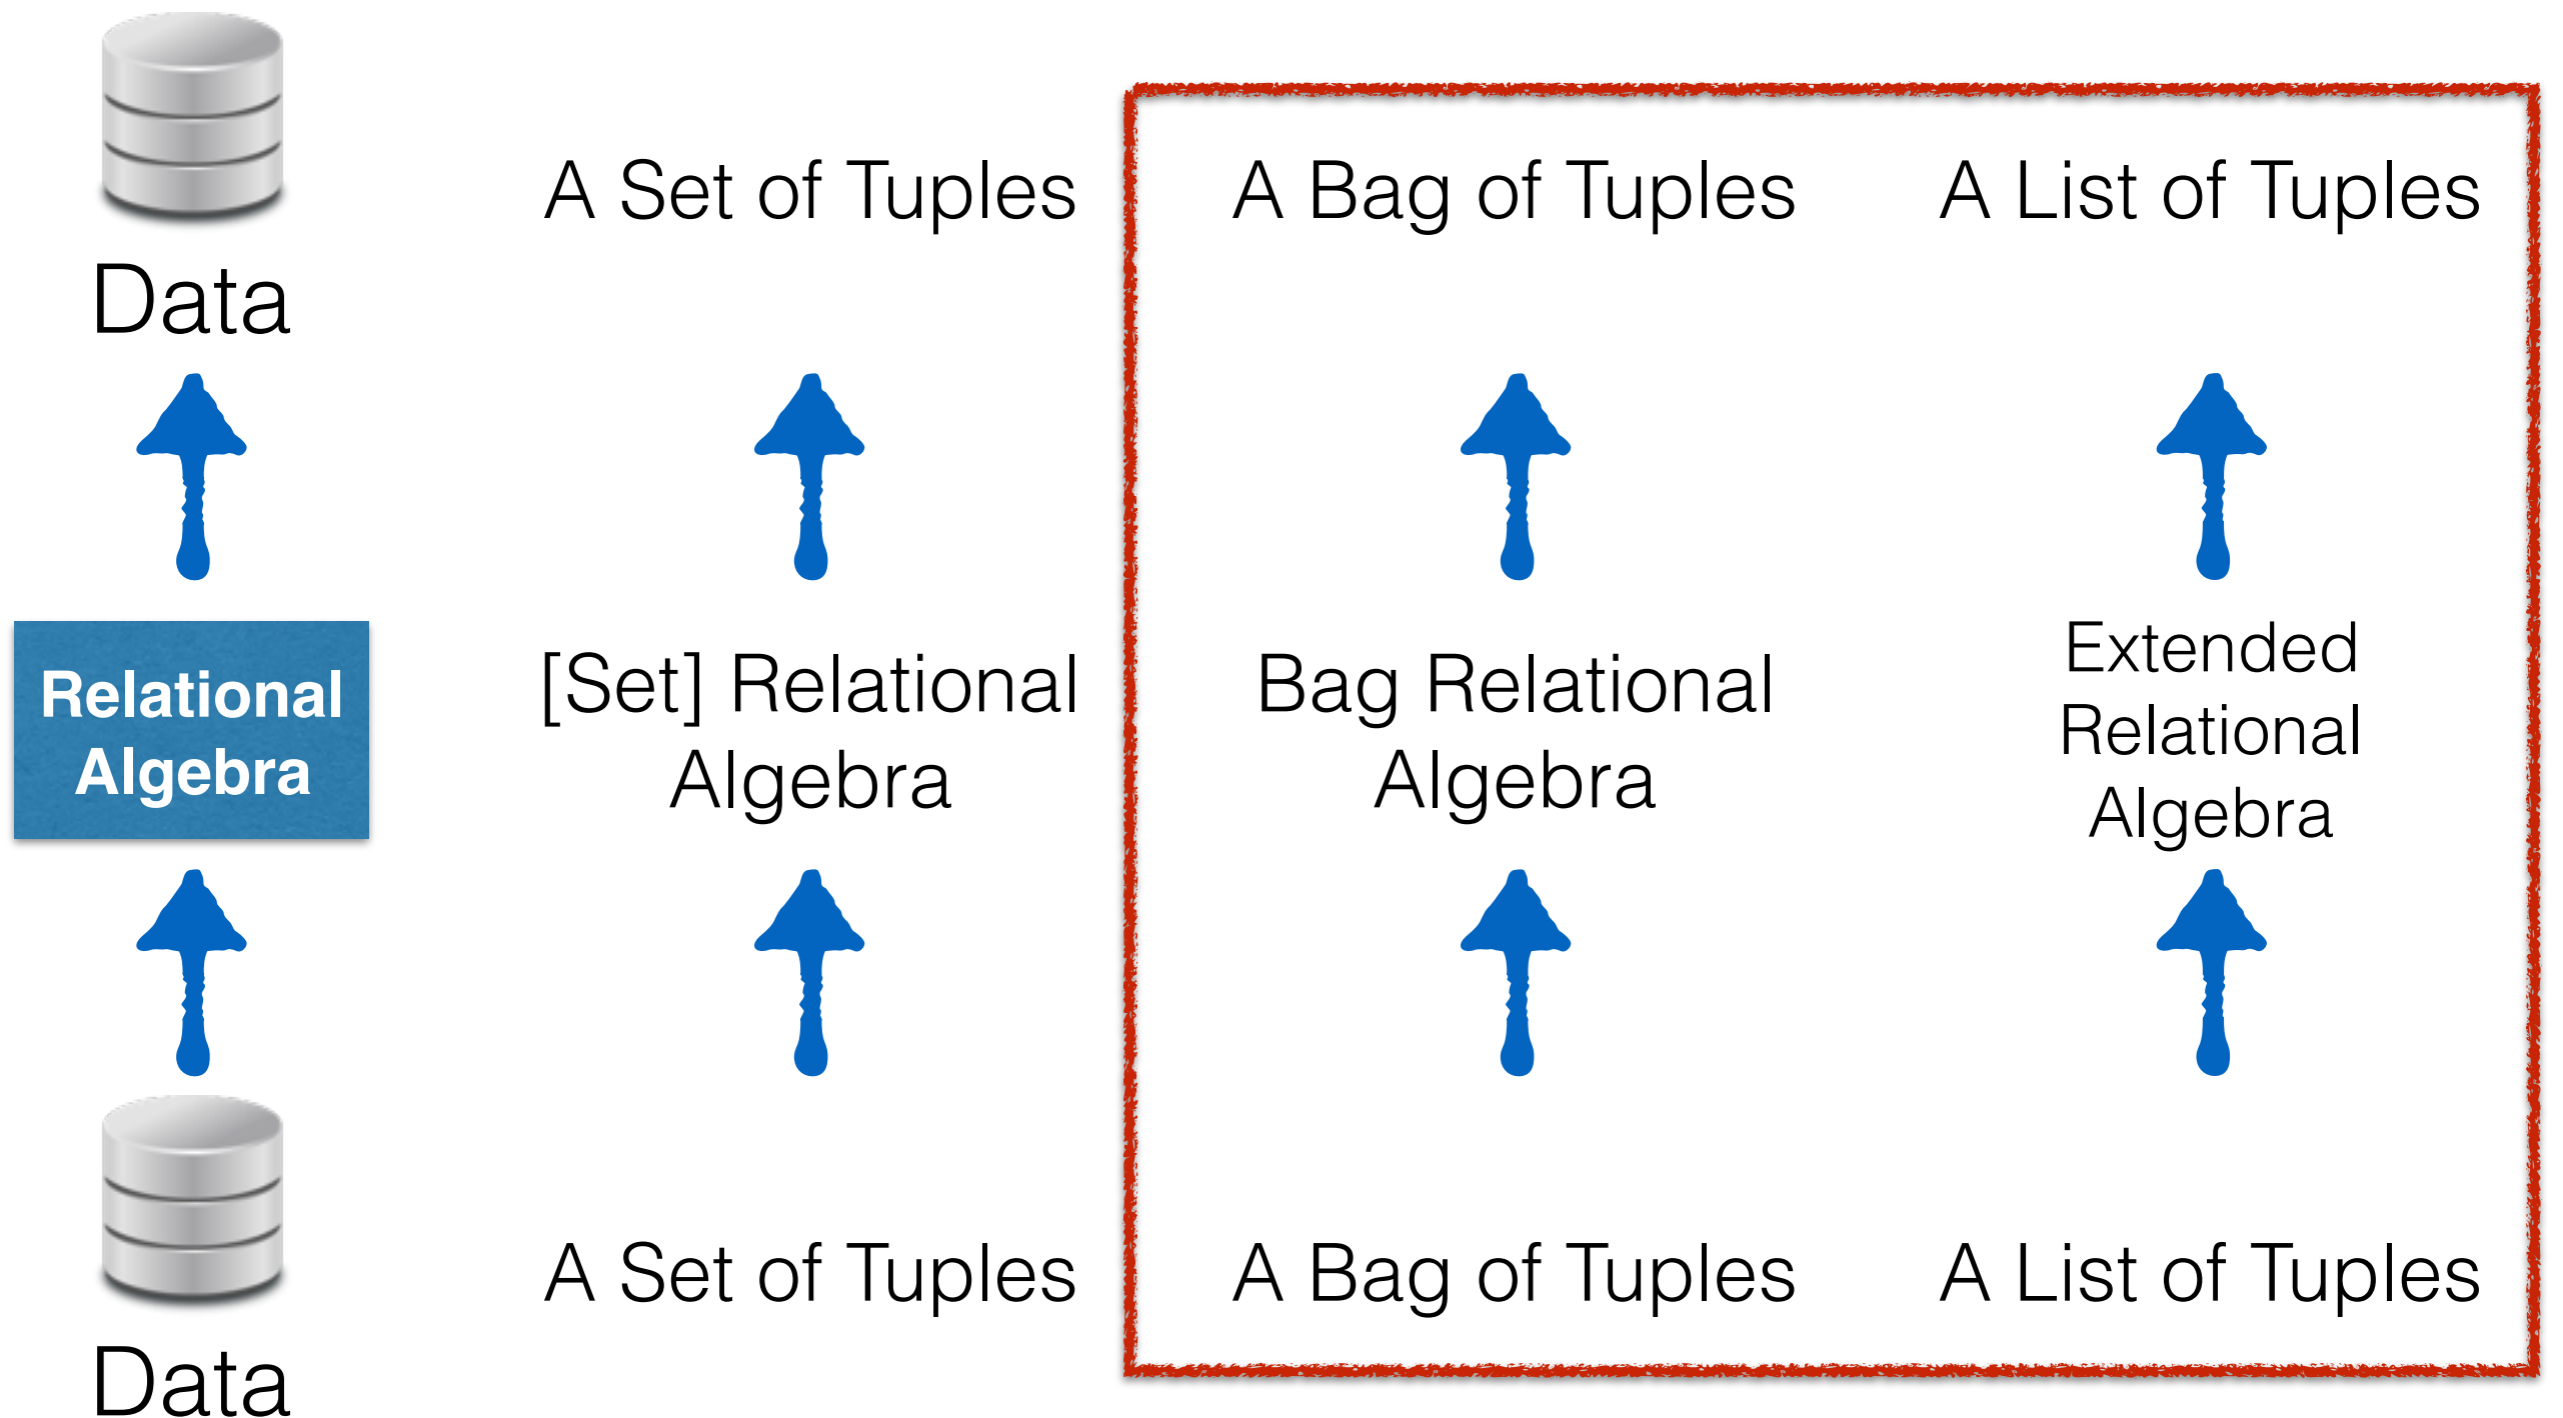 Data
Relational
Algebra
Data
A Set of Tuples
[Set] Relational
Algebra
A Set of Tuples
A Bag of Tuples
Bag Relational
Algebra
A Bag of Tuples
A List of Tuples
Extended
Relational
Algebra
A List of Tuples